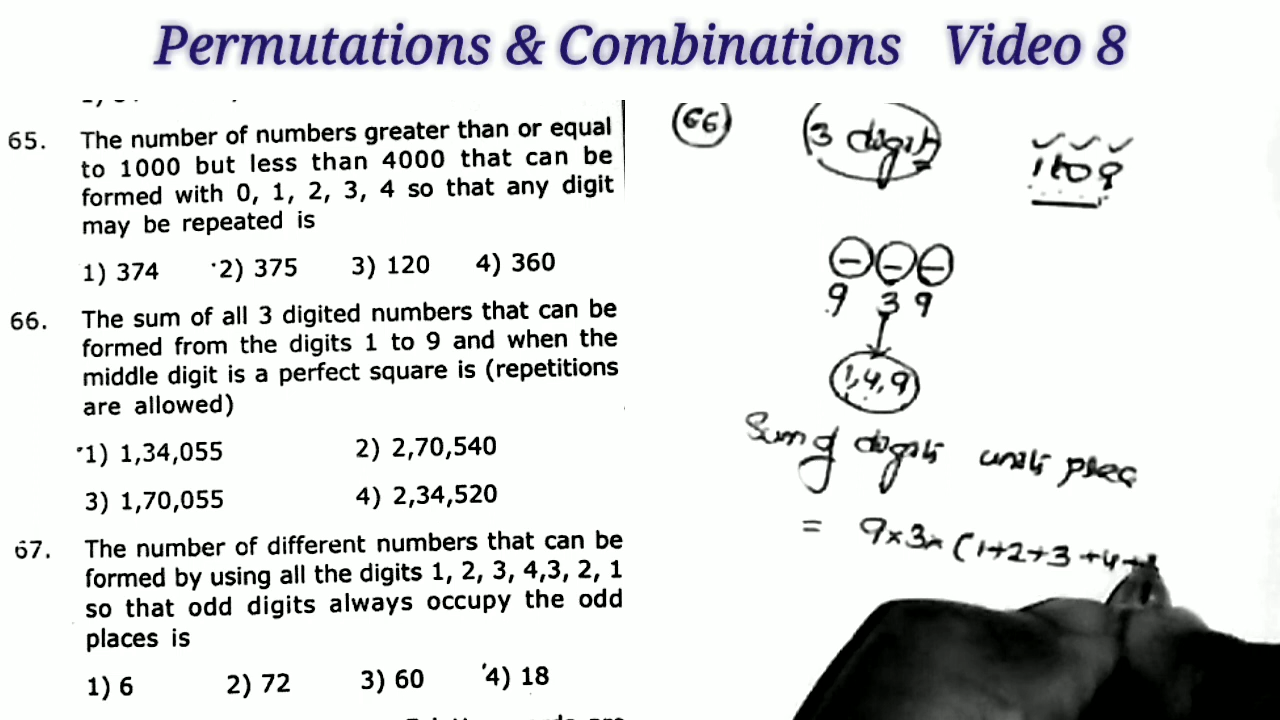 Permutations & Combinations Video 8
65. The number of numbers greater than or equal
to 1000 but less than 4000 that can be
formed with 0, 1, 2, 3, 4 so that any digit
may be repeated is
1) 374 2) 375 3) 120 4) 360
66. The sum of all 3 digited numbers that can be
formed from the digits 1 to 9 and when the
middle digit is a perfect square is (repetitions
are allowed)
1) 1,34,055 2) 2,70,540
3) 1,70,055 4) 2,34,520
67. The number of different numbers that can be
formed by using all the digits 1, 2, 3, 4,3, 2, 1
so that odd digits always occupy the odd
places is
1) 6 2) 72 3) 60 4) 18
66 3 digit 1 to 9
9 3 9
1,4,9
Sum of digits units place
= 9×3×(1+2+3+4+